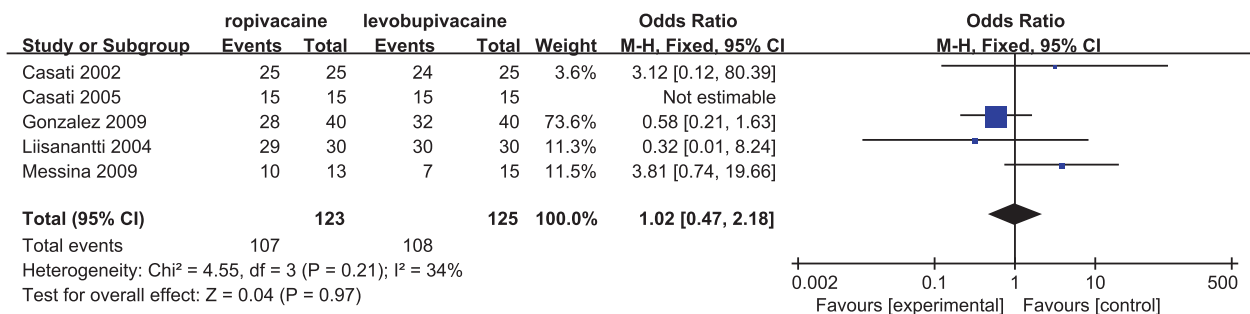 ropivacaine levobupivacaine Odds Ratio Odds Ratio
Study or Subgroup Events Total Events Total Weight M-H, Fixed, 95% CI M-H, Fixed, 95% CI
Casati 2002 25 25 24 25 3.6% 3.12 [0.12, 80.39]
Casati 2005 15 15 15 15 Not estimable
Gonzalez 2009 28 40 32 40 73.6% 0.58 [0.21, 1.63]
Liisanantti 2004 29 30 30 30 11.3% 0.32 [0.01, 8.24]
Messina 2009 10 13 7 15 11.5% 3.81 [0.74, 19.66]
Total (95% CI) 123 125 100.0% 1.02 [0.47, 2.18]
Total events 107 108
Heterogeneity: Chi² = 4.55, df = 3 (P = 0.21); I² = 34%
Test for overall effect: Z = 0.04 (P = 0.97)
0.002 0.1 1 10 500
Favours [experimental] Favours [control]